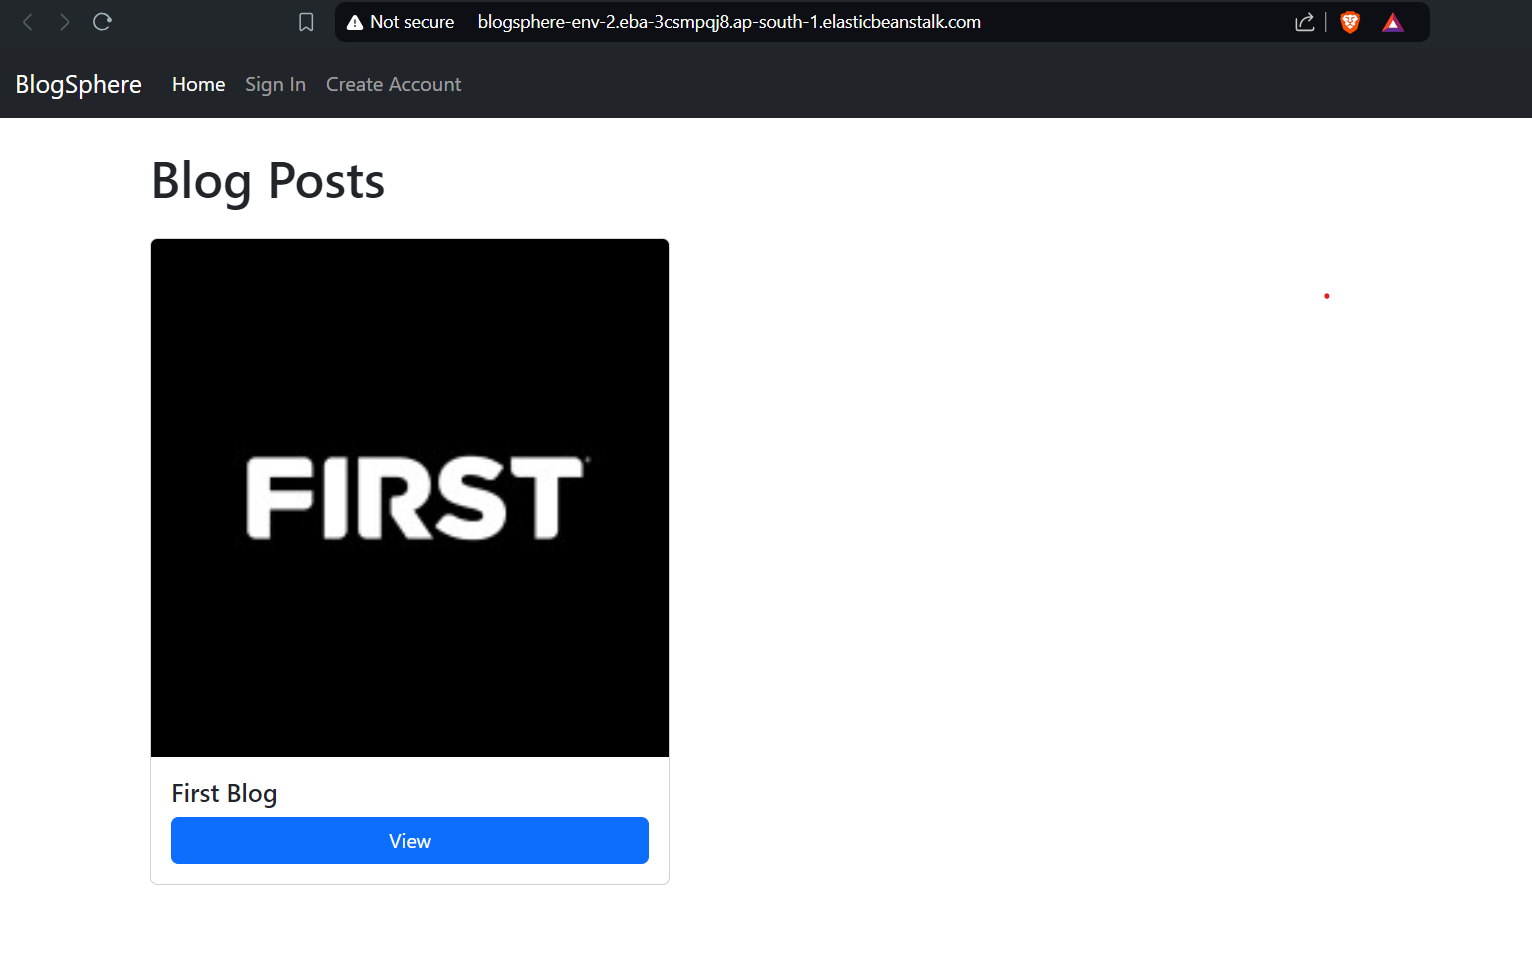 Not secure blogsphere-env-2.eba-3csmpqj8.ap-south-1.elasticbeanstalk.com
BlogSphere Home Sign In Create Account
Blog Posts
FIRST
First Blog
View